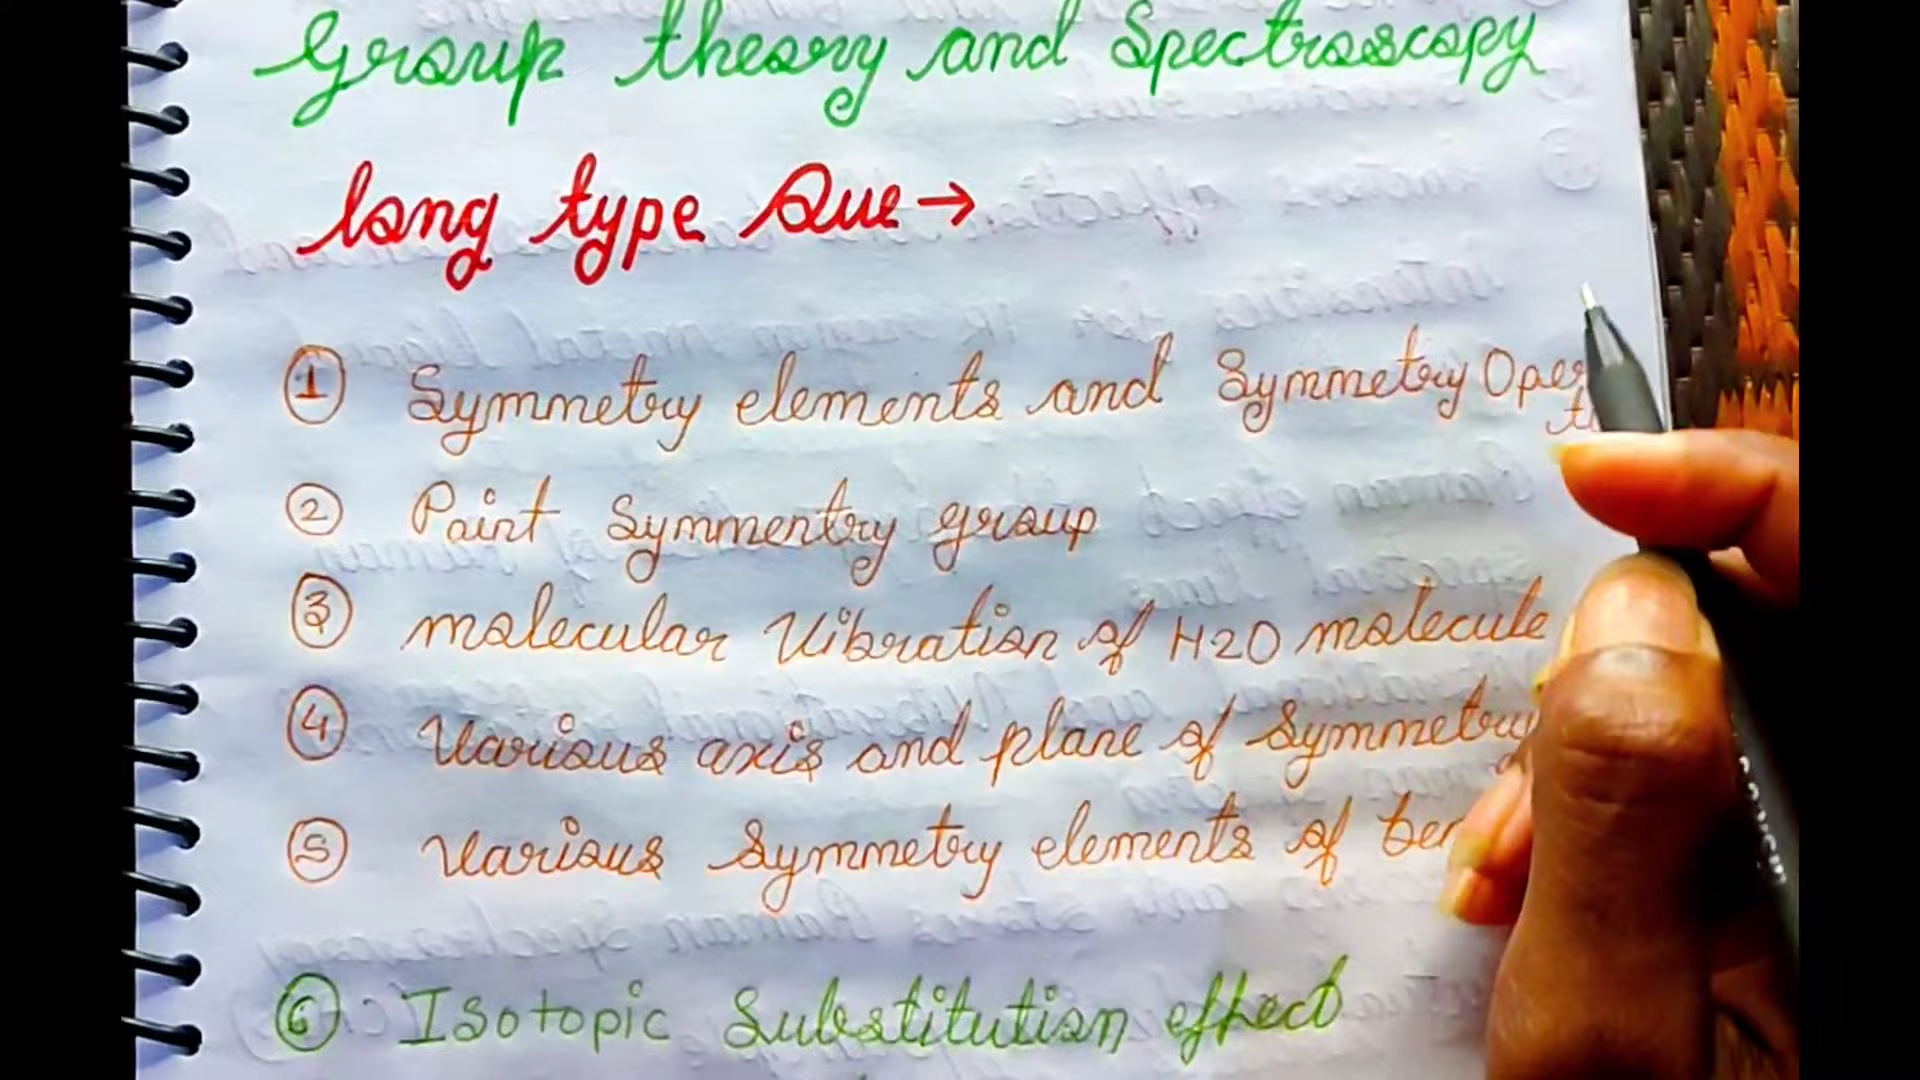 Group theory and Spectroscopy
long type Que→
① Symmetry elements and Symmetry
② Point Symmentry group
③ molecular Vibration of H2O molecule
④ Various axis and plane of Symmetry
⑤ Various Symmetry elements of
⑥ Isotopic Substitution effect